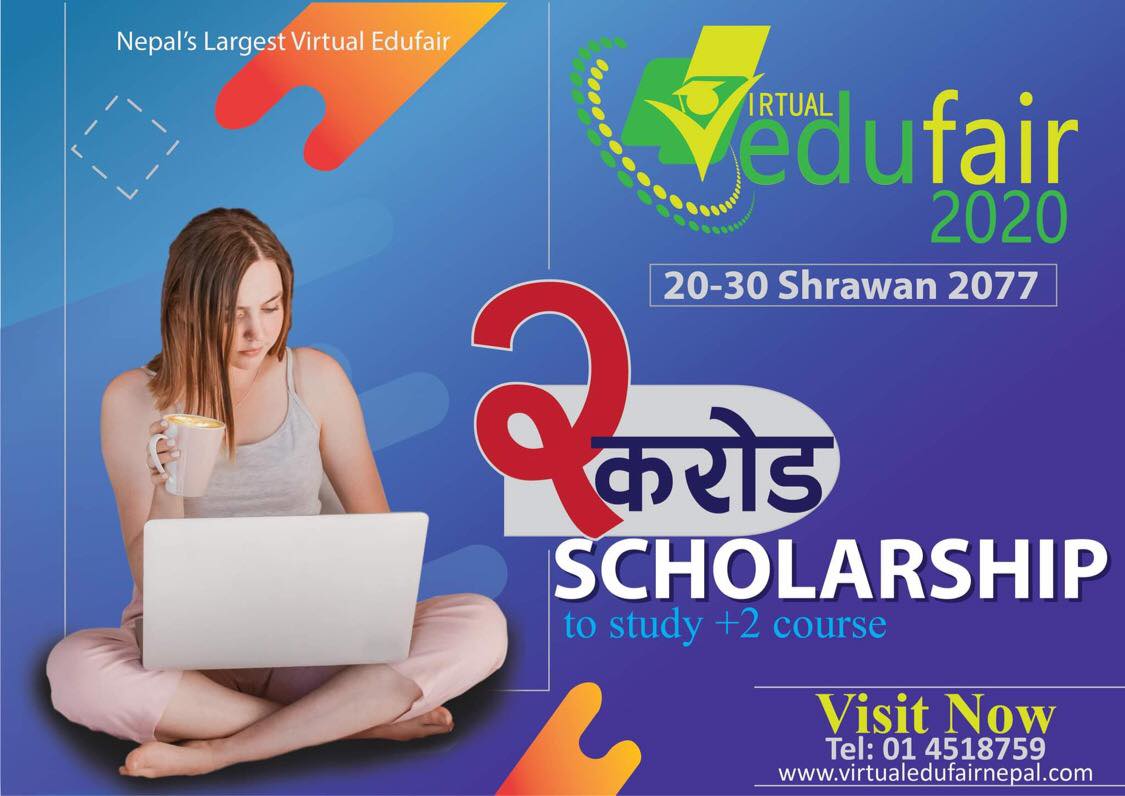 Nepal's Largest Virtual Edufair
VIRTUAL
edufair
2020
20-30 Shrawan 2077
२ करोड
SCHOLARSHIP
to study +2 course
Visit Now
Tel: 01 4518759
www.virtualedufairnepal.com